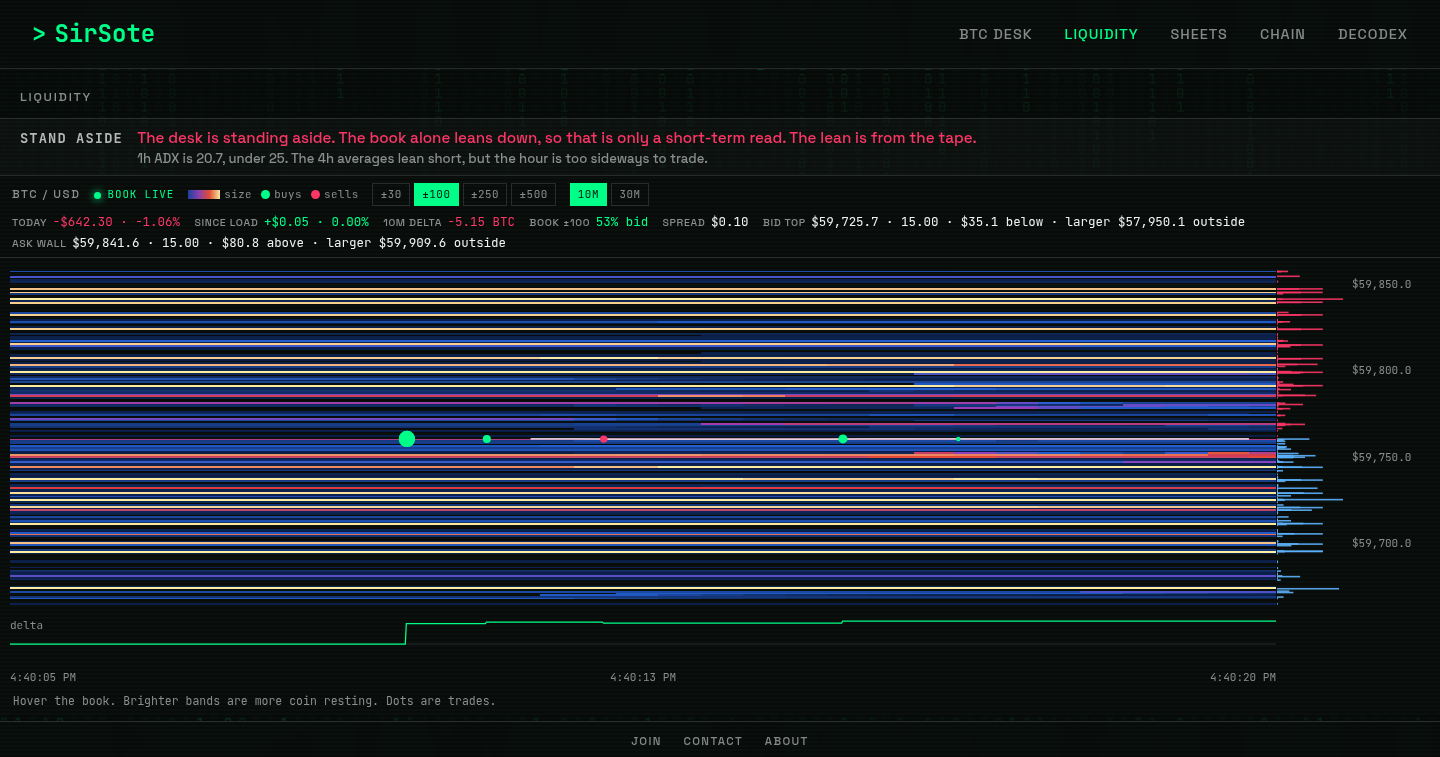 > SirSote
BTC DESK LIQUIDITY SHEETS CHAIN DECODEX
LIQUIDITY
STAND ASIDE The desk is standing aside. The book alone leans down, so that is only a short-term read. The lean is from the tape.
1h ADX is 20.7, under 25. The 4h averages lean short, but the hour is too sideways to trade.
BTC / USD BOOK LIVE size buys sells ±30 ±100 ±250 ±500 10M 30M
TODAY -$642.30 · -1.06% SINCE LOAD +$0.05 · 0.00% 10M DELTA -5.15 BTC BOOK ±100 53% bid SPREAD $0.10 BID TOP $59,725.7 · 15.00 · $35.1 below · larger $57,950.1 outside
ASK WALL $59,841.6 · 15.00 · $80.8 above · larger $59,909.6 outside
$59,850.0
$59,800.0
$59,750.0
$59,700.0
delta
4:40:05 PM 4:40:13 PM 4:40:20 PM
Hover the book. Brighter bands are more coin resting. Dots are trades.
JOIN CONTACT ABOUT